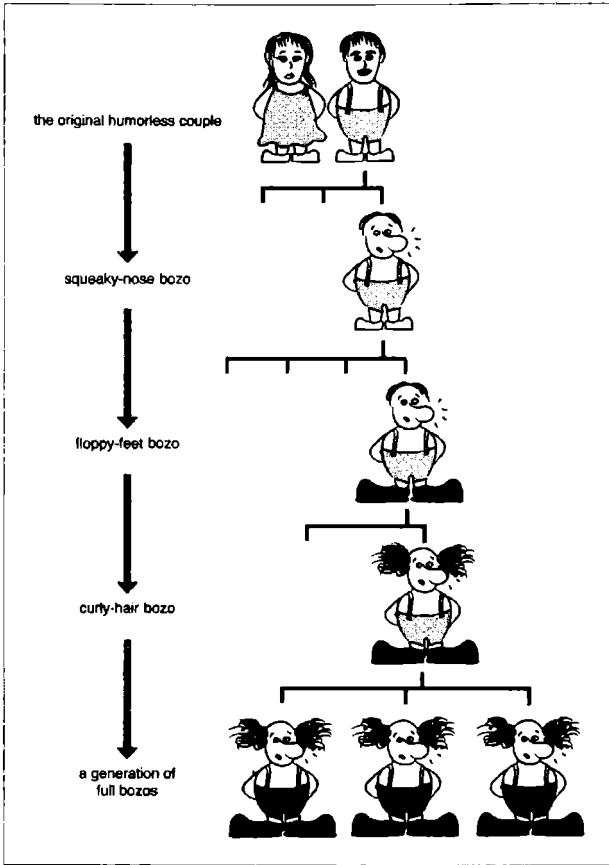 the original humorless couple
squeaky-nose bozo
floppy-feet bozo
curly-hair bozo
a generation of
full bozos